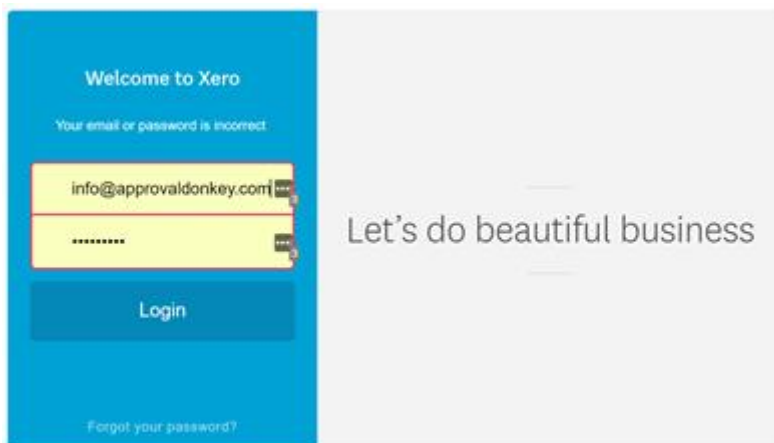 Welcome to Xero
Your email or password is incorrect
info@approvaldonkey.com
•••••••••
Login
Forgot your password?
Let's do beautiful business